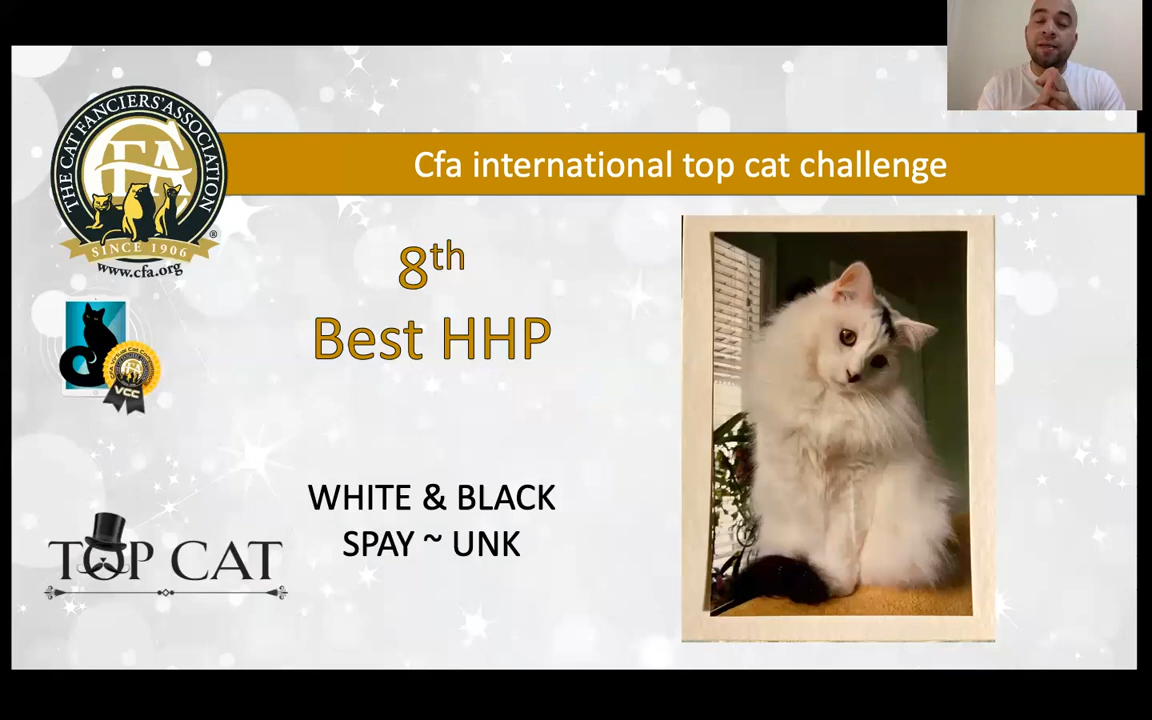 THE CAT FANCIERS' ASSOCIATION
CFA
SINCE 1906
®
www.cfa.org
Cfa international top cat challenge
8th
Best HHP
VCC
WHITE & BLACK
SPAY ~ UNK
TOP CAT